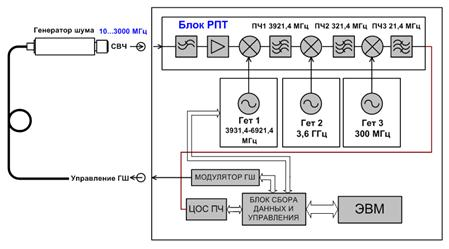 Генератор шума
10...3000 МГц
СВЧ
Блок РПТ
ПЧ1 3921,4 МГц
ПЧ2 321,4 МГц
ПЧ3 21,4 МГц
Гет 1
3931,4-6921,4
МГц
Гет 2
3,6 ГГц
Гет 3
300 МГц
Управление ГШ
МОДУЛЯТОР ГШ
ЦОС ПЧ
БЛОК СБОРА
ДАННЫХ И
УПРАВЛЕНИЯ
ЭВМ